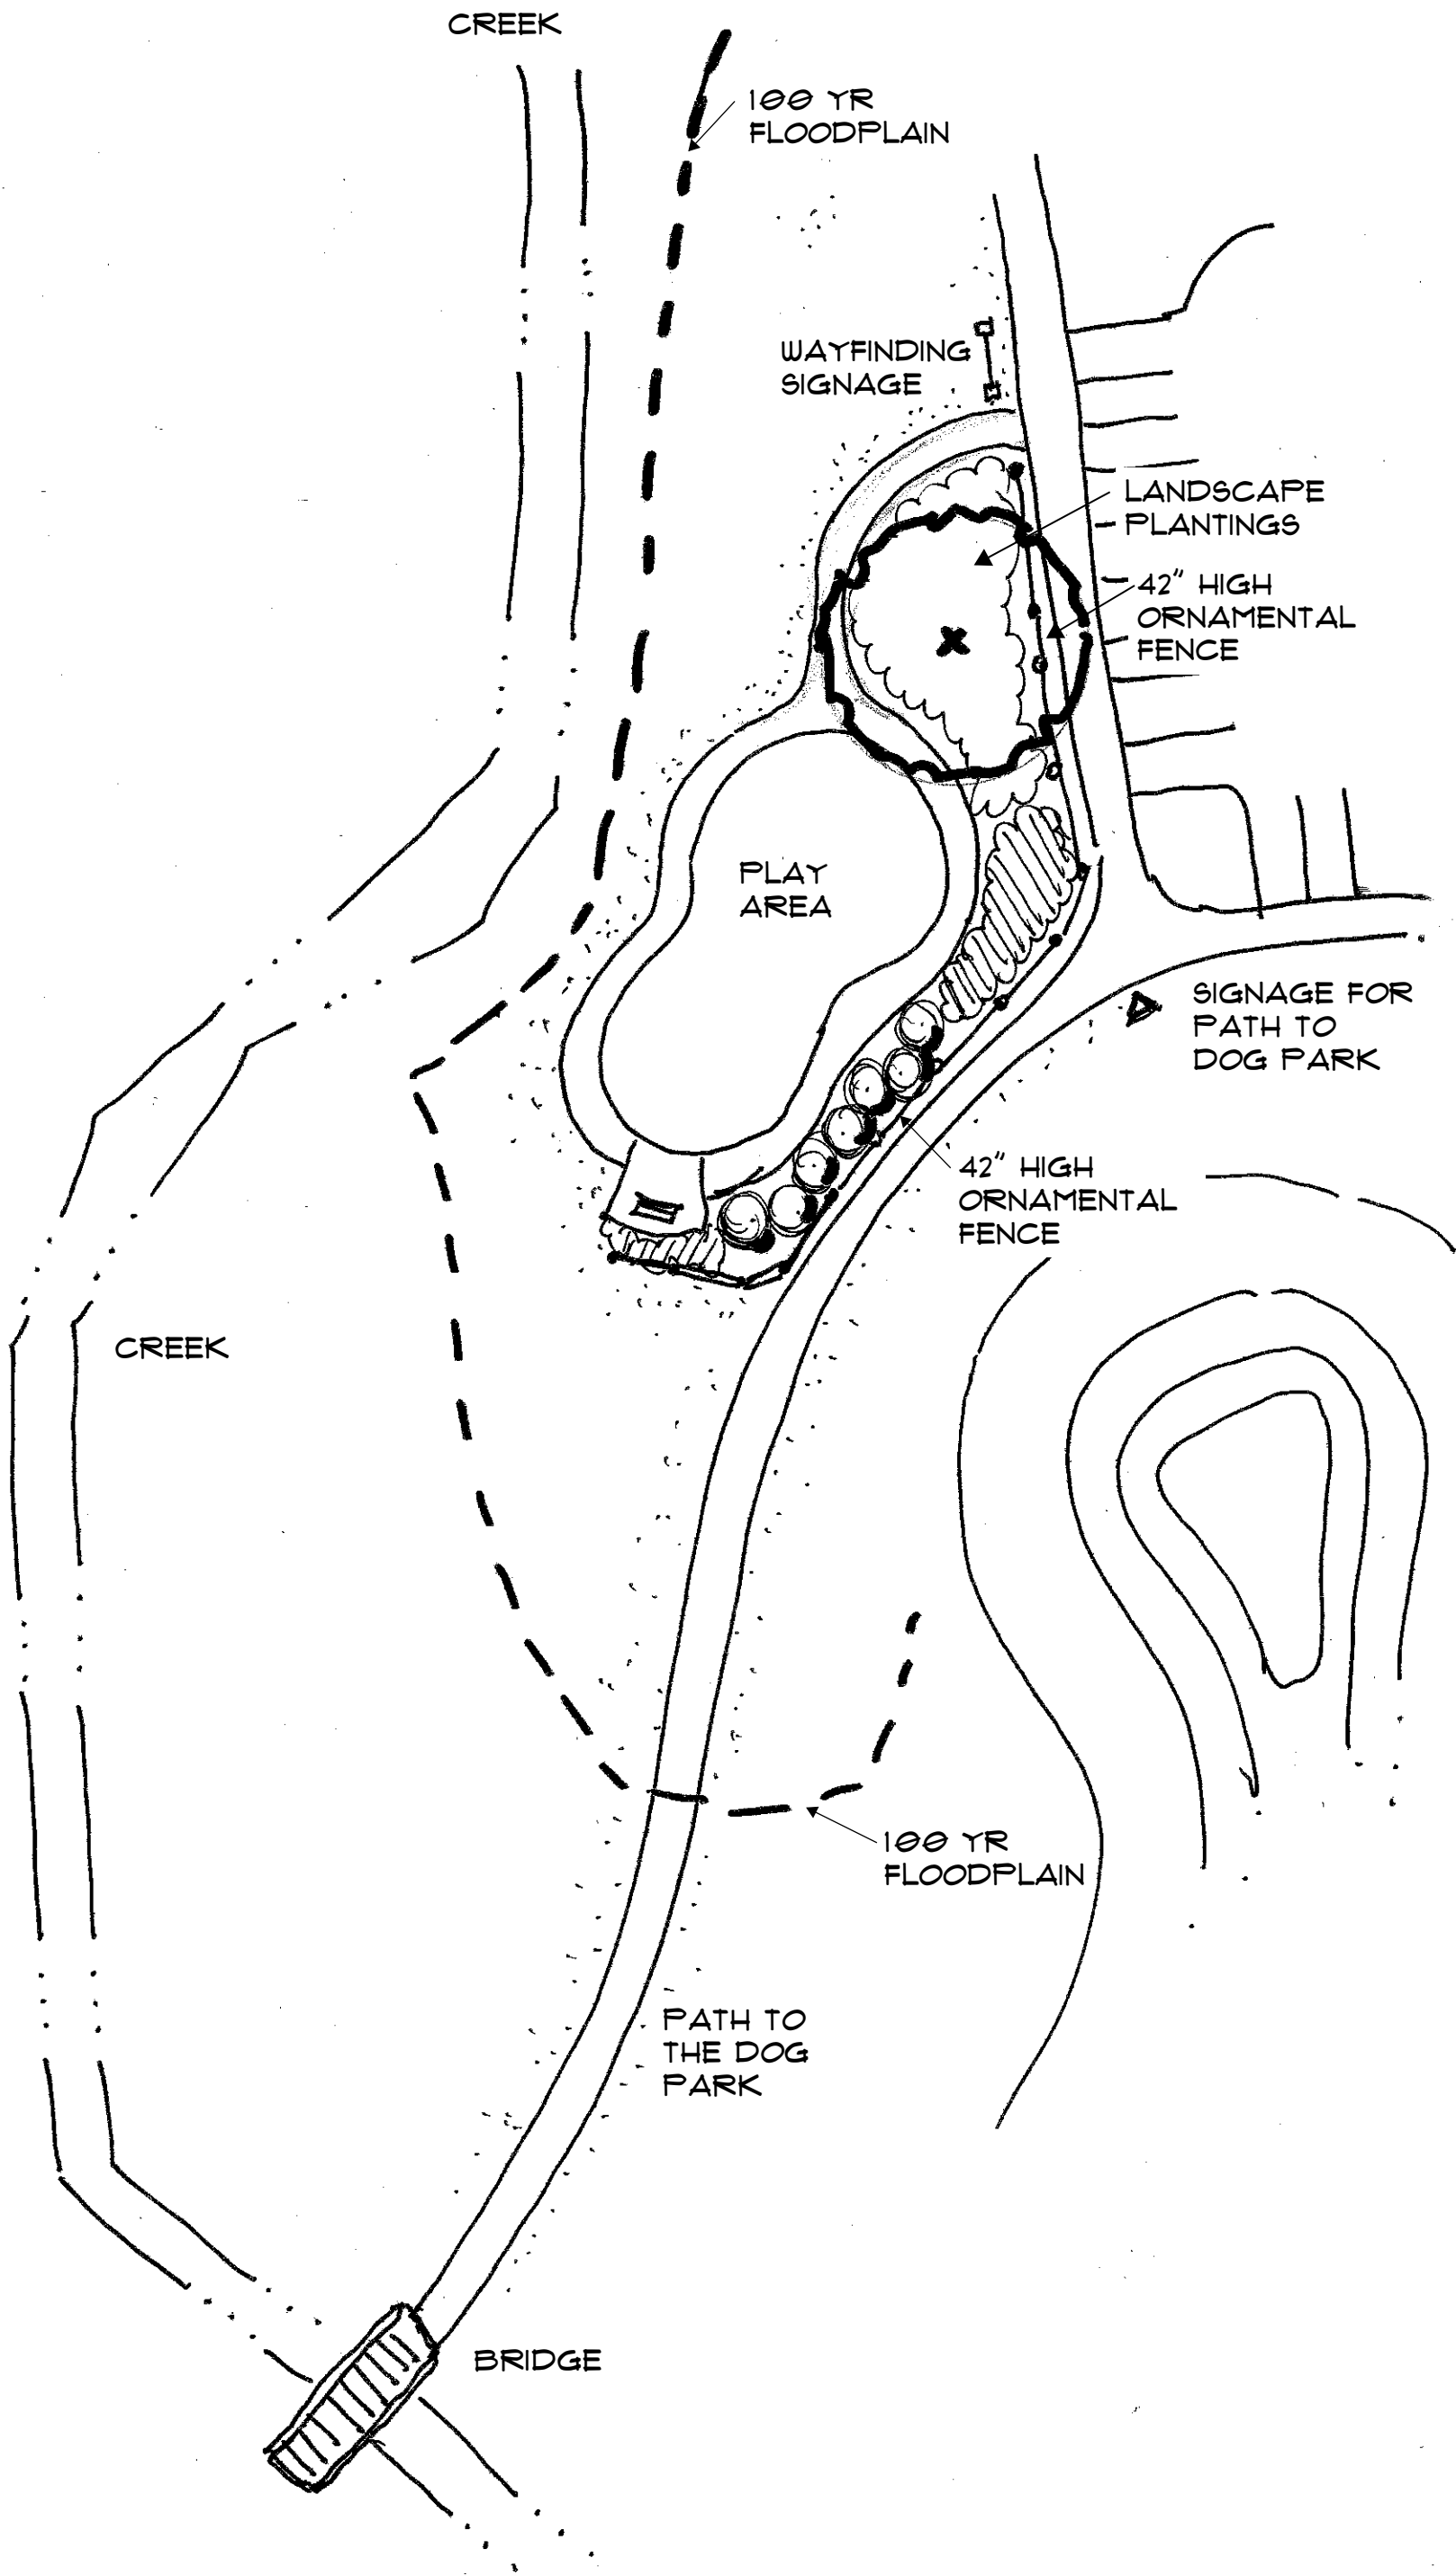 CREEK
100 YR
FLOODPLAIN
WAYFINDING
SIGNAGE
LANDSCAPE
PLANTINGS
42" HIGH
ORNAMENTAL
FENCE
PLAY
AREA
SIGNAGE FOR
PATH TO
DOG PARK
42" HIGH
ORNAMENTAL
FENCE
CREEK
100 YR
FLOODPLAIN
PATH TO
THE DOG
PARK
BRIDGE